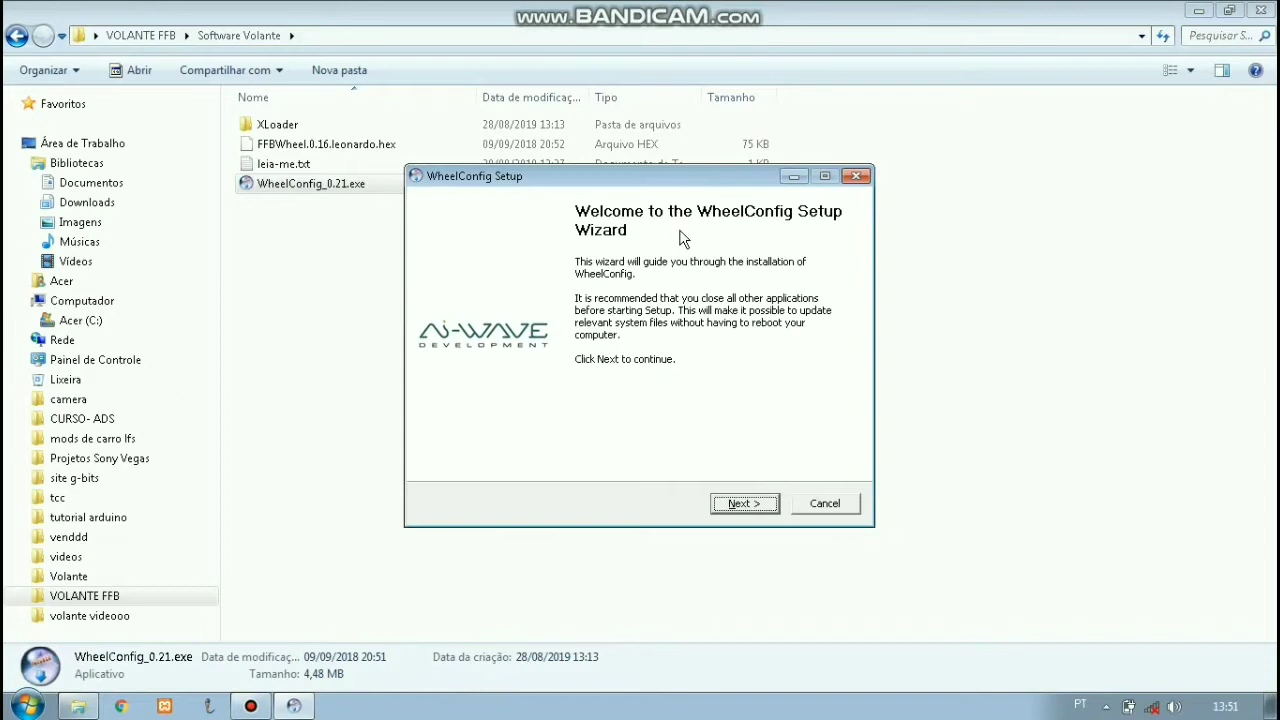 www.BANDICAM.com
VOLANTE FFB
Software Volante
Pesquisar S...
Organizar
Abrir
Compartilhar com
Nova pasta
Nome
Data de modificaç...
Tipo
Tamanho
XLoader
28/08/2019 13:13
Pasta de arquivos
FFBWheel.0.16.leonardo.hex
09/09/2018 20:52
Arquivo HEX
75 KB
leia-me.txt
WheelConfig_0.21.exe
Favoritos
Área de Trabalho
Bibliotecas
Documentos
Downloads
Imagens
Músicas
Vídeos
Acer
Computador
Acer (C:)
Rede
Painel de Controle
Lixeira
camera
CURSO- ADS
mods de carro lfs
Projetos Sony Vegas
site g-bits
tcc
tutorial arduino
venddd
videos
Volante
VOLANTE FFB
volante videooo
WheelConfig Setup
Welcome to the WheelConfig Setup
Wizard
This wizard will guide you through the installation of
WheelConfig.
It is recommended that you close all other applications
before starting Setup. This will make it possible to update
relevant system files without having to reboot your
computer.
Click Next to continue.
Ai-WAVE
DEVELOPMENT
Next >
Cancel
WheelConfig_0.21.exe
Data de modificaç... 09/09/2018 20:51
Data da criação: 28/08/2019 13:13
Aplicativo
Tamanho: 4,48 MB
PT
13:51